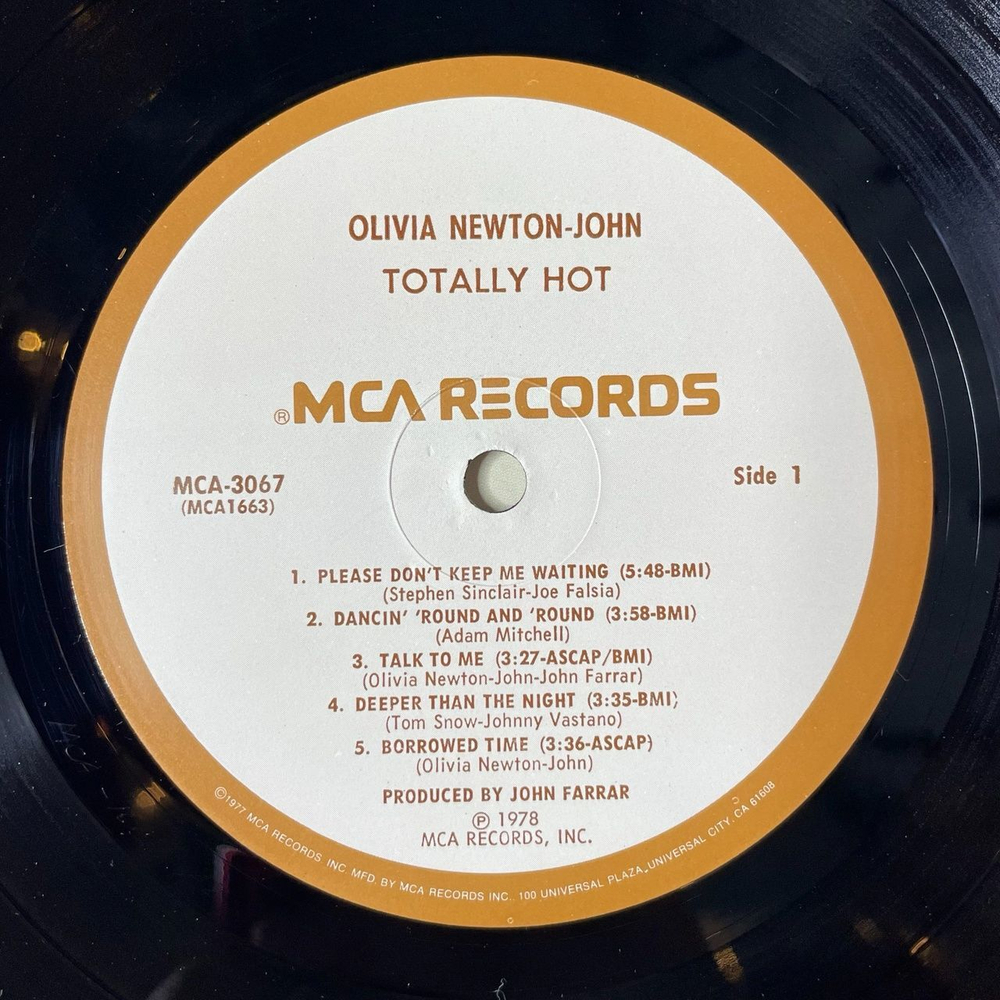 OLIVIA NEWTON-JOHN
TOTALLY HOT
®MCA RECORDS
MCA-3067
(MCA1663)
Side 1
1. PLEASE DON'T KEEP ME WAITING (5:48-BMI)
(Stephen Sinclair-Joe Falsia)
2. DANCIN' 'ROUND AND 'ROUND (3:58-BMI)
(Adam Mitchell)
3. TALK TO ME (3:27-ASCAP/BMI)
(Olivia Newton-John-John Farrar)
4. DEEPER THAN THE NIGHT (3:35-BMI)
(Tom Snow-Johnny Vastano)
5. BORROWED TIME (3:36-ASCAP)
(Olivia Newton-John)
PRODUCED BY JOHN FARRAR
℗ 1978
MCA RECORDS, INC.
©1977 MCA RECORDS INC. MFD. BY MCA RECORDS INC.. 100 UNIVERSAL PLAZA, UNIVERSAL CITY, CA 61608